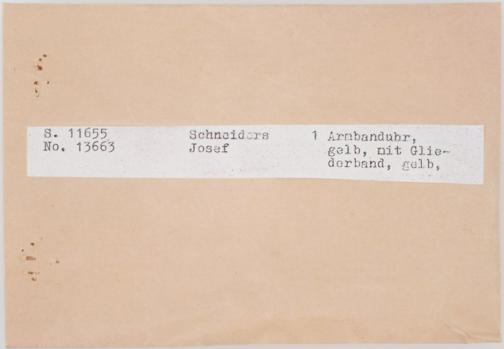 S. 11655 Schneiders 1 Armbanduhr,
No. 13663 Josef gelb, mit Glie-
derband, gelb,